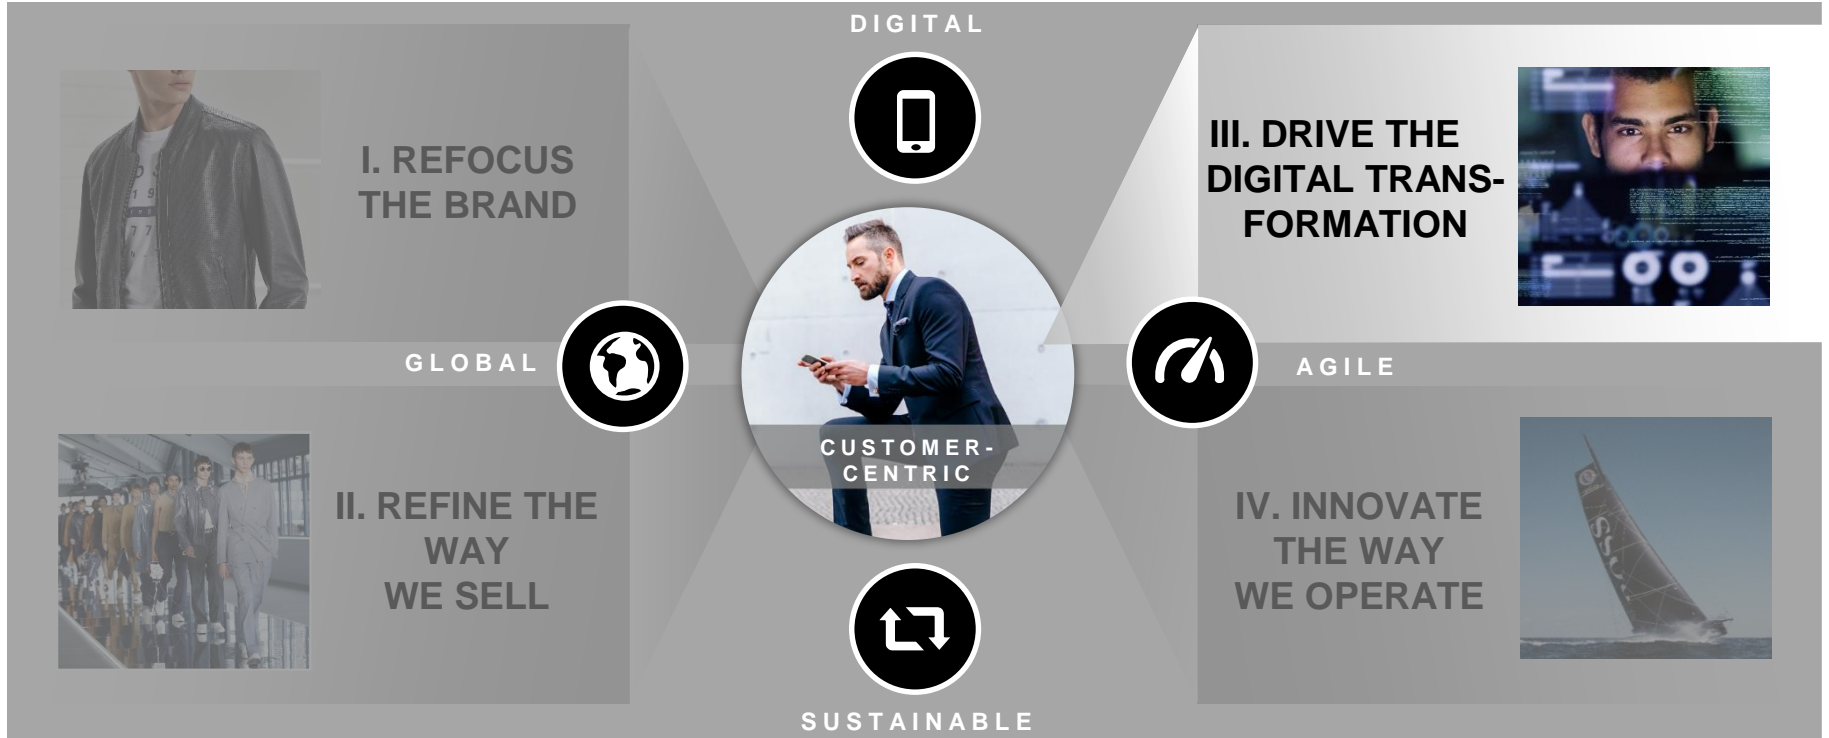 DIGITAL
I. REFOCUS
THE BRAND
III. DRIVE THE
DIGITAL TRANS-
FORMATION
GLOBAL
AGILE
CUSTOMER-
CENTRIC
II. REFINE THE
WAY
WE SELL
IV. INNOVATE
THE WAY
WE OPERATE
SUSTAINABLE